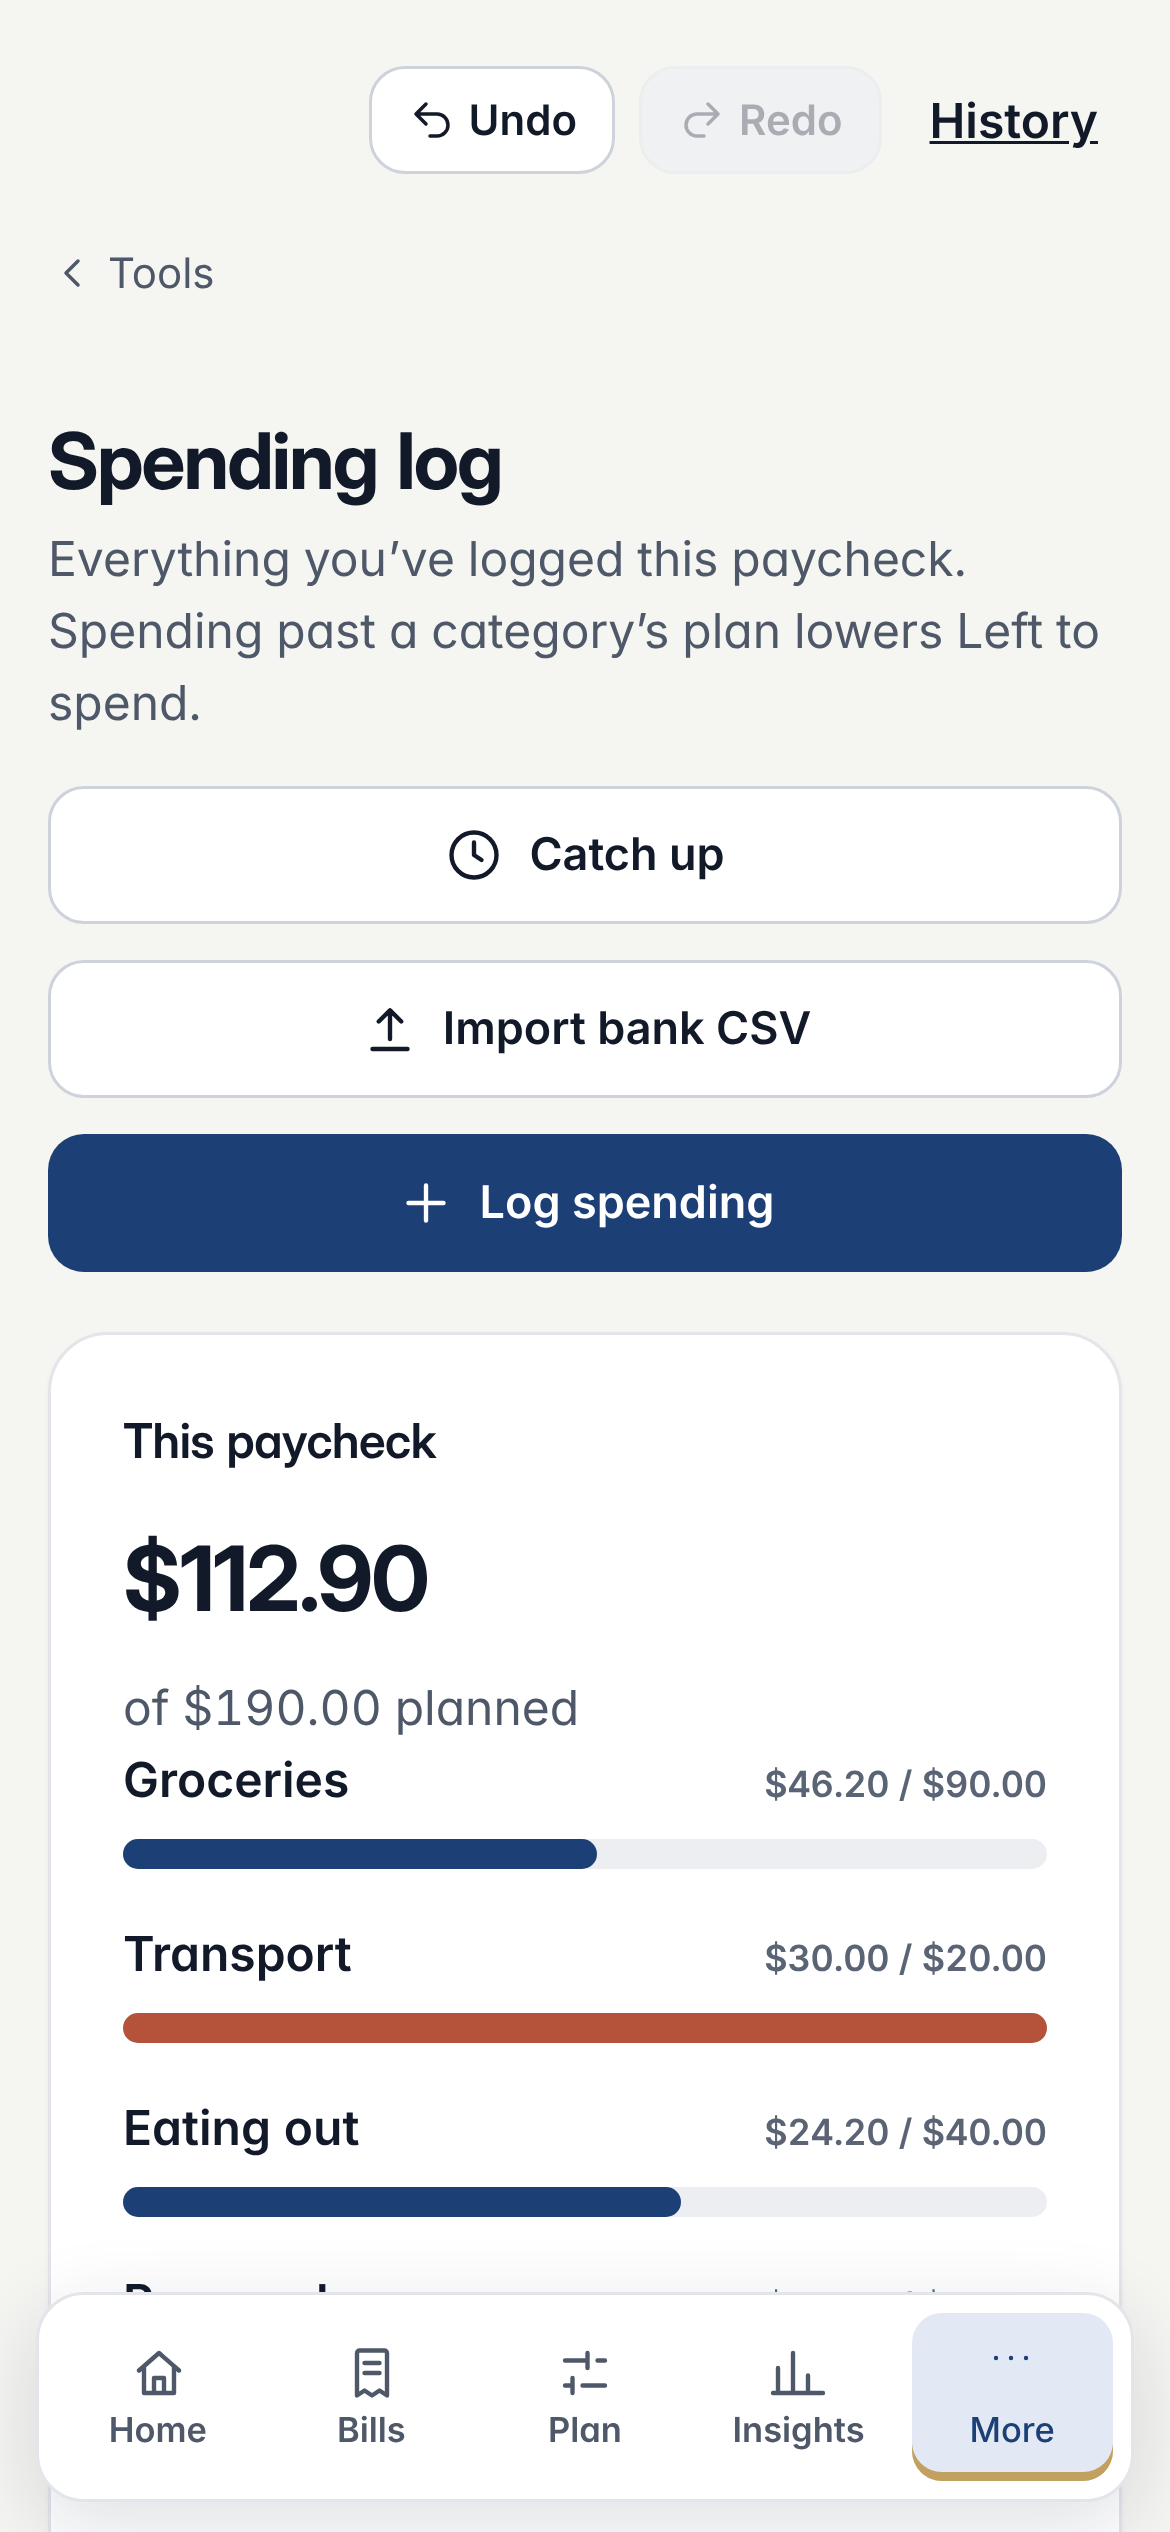 Undo
Redo
History
Tools
Spending log
Everything you’ve logged this paycheck.
Spending past a category’s plan lowers Left to
spend.
Catch up
Import bank CSV
Log spending
This paycheck
$112.90
of $190.00 planned
Groceries
$46.20 / $90.00
Transport
$30.00 / $20.00
Eating out
$24.20 / $40.00
Home
Bills
Plan
Insights
More